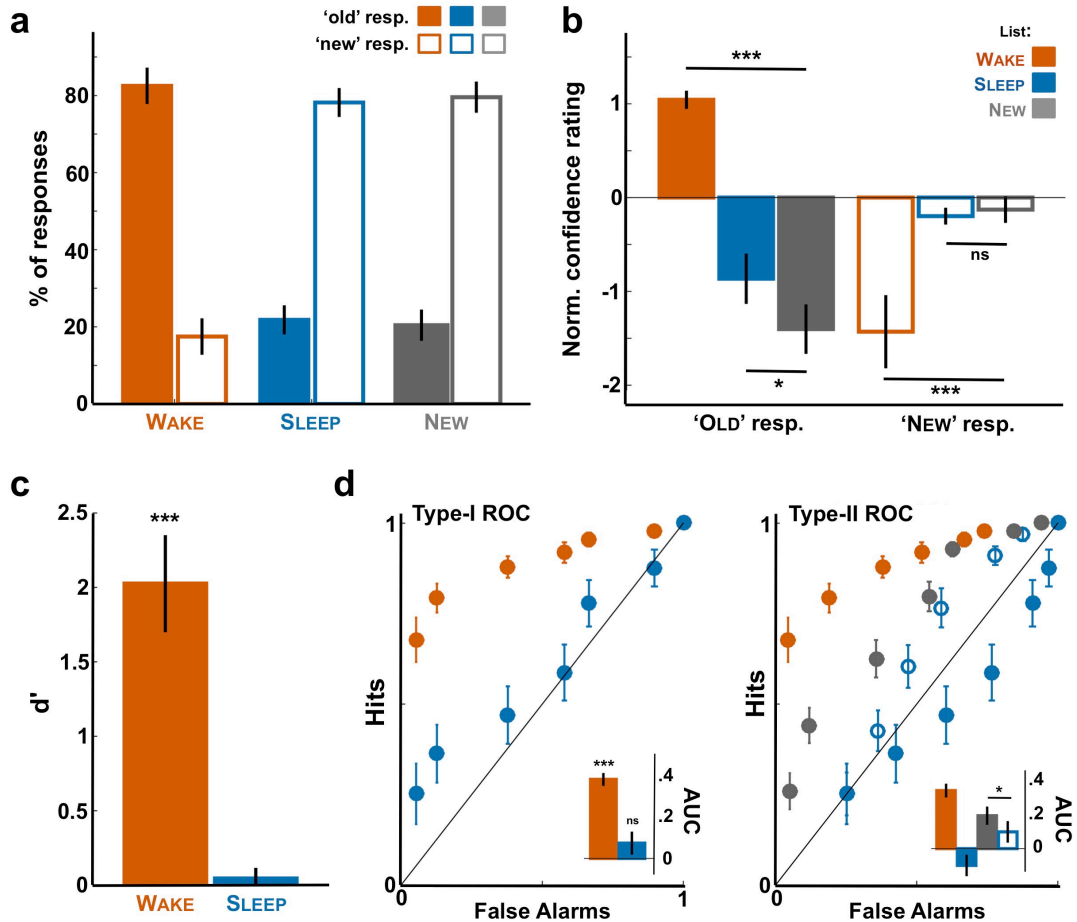 a
'old' resp.
'new' resp.
% of responses
80
60
40
20
0
WAKE
SLEEP
NEW
b
List:
WAKE
SLEEP
NEW
Norm. confidence rating
1
0
-1
-2
***
*
ns
***
'OLD' resp.
'NEW' resp.
c
d'
2.5
2
1.5
1
0.5
0
***
WAKE
SLEEP
d
Type-I ROC
Hits
1
0
False Alarms
1
***
ns
.4
.2
0
AUC
Type-II ROC
Hits
1
0
False Alarms
1
*
.4
.2
0
AUC